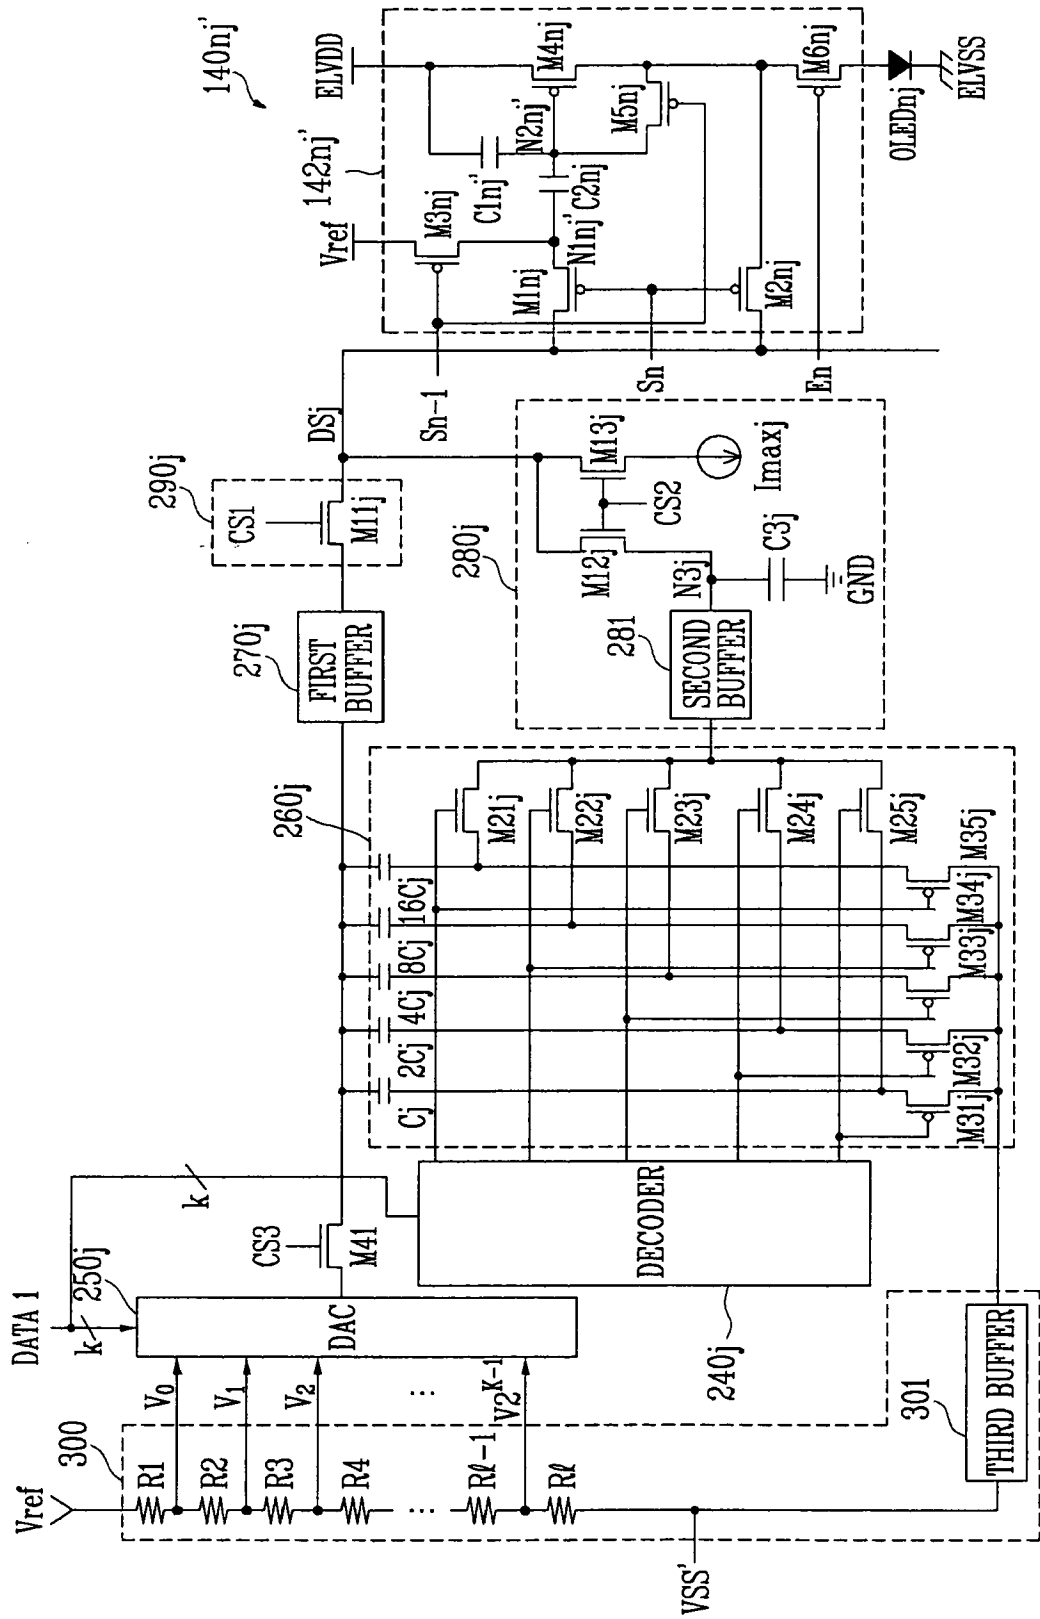 140nj'
142nj'
ELVDD
M4nj
N2nj'
C1nj'
C2nj
M5nj
M6nj
OLEDnj
ELVSS
Vref
M3nj
N1nj'
M1nj
M2nj
Sn-1
Sn
En
DSj
290j
CS1
M11j
280j
M13j
Imaxj
CS2
M12j
N3j
C3j
GND
281
SECOND
BUFFER
270j
FIRST
BUFFER
260j
M21j
M22j
M23j
M24j
M25j
16Cj
8Cj
4Cj
2Cj
Cj
M35j
M34j
M33j
M32j
M31j
k
CS3
M41
DECODER
240j
DATA 1
k
250j
DAC
V0
V1
V2
...
V2^K-1
300
Vref
R1
R2
R3
R4
...
Rℓ-1
Rℓ
VSS'
301
THIRD BUFFER